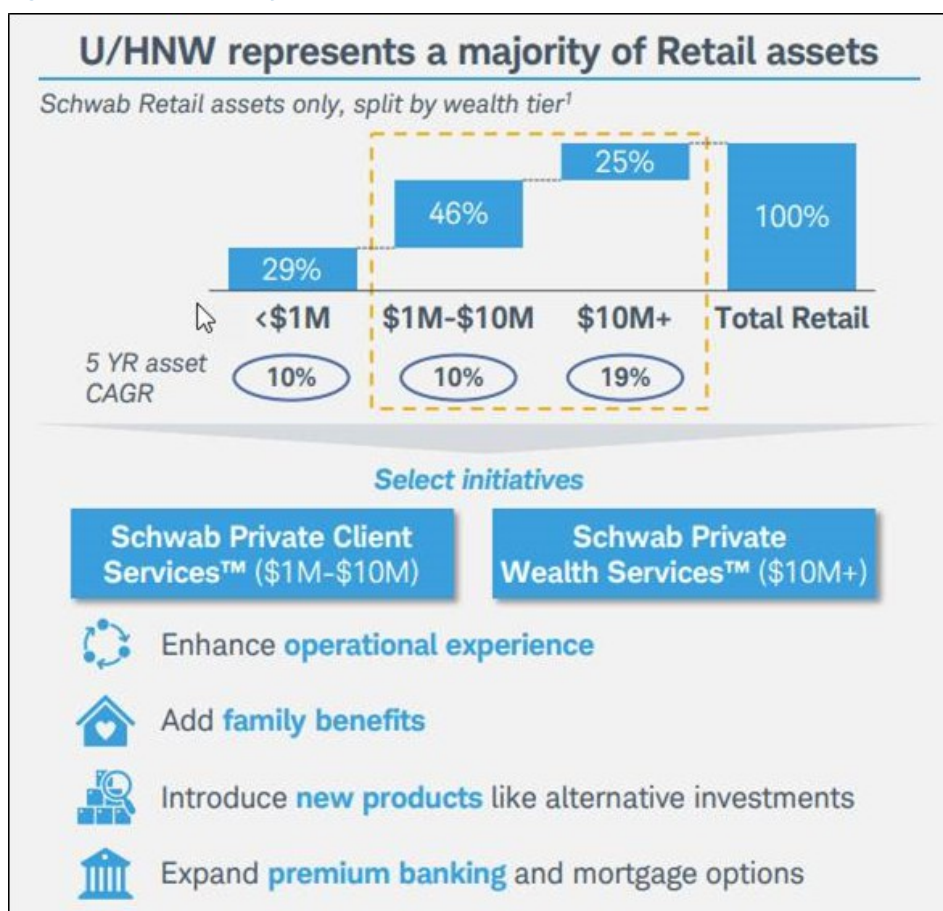 U/HNW represents a majority of Retail assets
Schwab Retail assets only, split by wealth tier¹
25%
46%
100%
29%
<$1M $1M-$10M $10M+ Total Retail
5 YR asset
CAGR
10% 10% 19%
Select initiatives
Schwab Private Client
Services™ ($1M-$10M)
Schwab Private
Wealth Services™ ($10M+)
Enhance operational experience
Add family benefits
Introduce new products like alternative investments
Expand premium banking and mortgage options